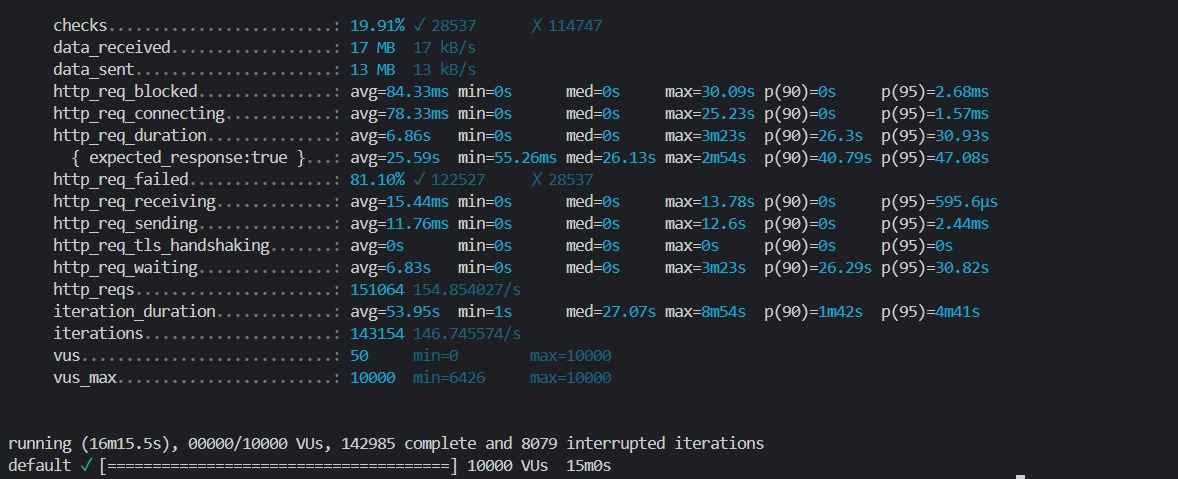 checks.........................: 19.91% ✓ 28537 ✗ 114747
data_received..................: 17 MB 17 kB/s
data_sent......................: 13 MB 13 kB/s
http_req_blocked...............: avg=84.33ms min=0s med=0s max=30.09s p(90)=0s p(95)=2.68ms
http_req_connecting............: avg=78.33ms min=0s med=0s max=25.23s p(90)=0s p(95)=1.57ms
http_req_duration..............: avg=6.86s min=0s med=0s max=3m23s p(90)=26.3s p(95)=30.93s
{ expected_response:true }...: avg=25.59s min=55.26ms med=26.13s max=2m54s p(90)=40.79s p(95)=47.08s
http_req_failed................: 81.10% ✓ 122527 ✗ 28537
http_req_receiving.............: avg=15.44ms min=0s med=0s max=13.78s p(90)=0s p(95)=595.6µs
http_req_sending...............: avg=11.76ms min=0s med=0s max=12.6s p(90)=0s p(95)=2.44ms
http_req_tls_handshaking.......: avg=0s min=0s med=0s max=0s p(90)=0s p(95)=0s
http_req_waiting...............: avg=6.83s min=0s med=0s max=3m23s p(90)=26.29s p(95)=30.82s
http_reqs......................: 151064 154.854027/s
iteration_duration.............: avg=53.95s min=1s med=27.07s max=8m54s p(90)=1m42s p(95)=4m41s
iterations.....................: 143154 146.745574/s
vus............................: 50 min=0 max=10000
vus_max........................: 10000 min=6426 max=10000
running (16m15.5s), 00000/10000 VUs, 142985 complete and 8079 interrupted iterations
default ✓ [======================================] 10000 VUs 15m0s